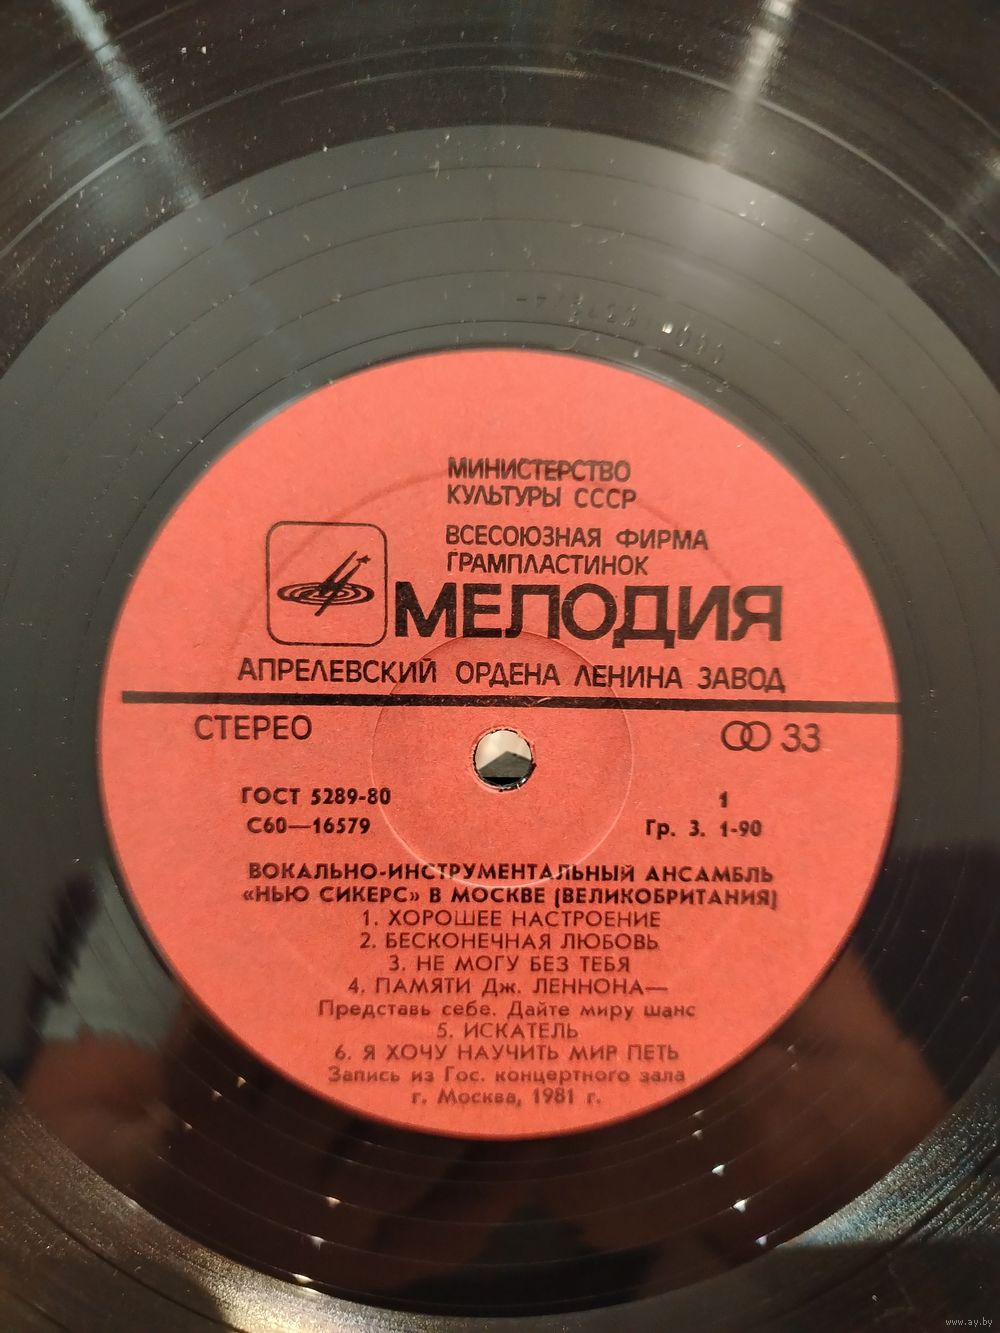 МИНИСТЕРСТВО
КУЛЬТУРЫ СССР
ВСЕСОЮЗНАЯ ФИРМА
ГРАМПЛАСТИНОК
МЕЛОДИЯ
АПРЕЛЕВСКИЙ ОРДЕНА ЛЕНИНА ЗАВОД
СТЕРЕО
33
ГОСТ 5289-80
1
С60—16579
Гр. 3. 1-90
ВОКАЛЬНО-ИНСТРУМЕНТАЛЬНЫЙ АНСАМБЛЬ
«НЬЮ СИКЕРС» В МОСКВЕ (ВЕЛИКОБРИТАНИЯ)
1. ХОРОШЕЕ НАСТРОЕНИЕ
2. БЕСКОНЕЧНАЯ ЛЮБОВЬ
3. НЕ МОГУ БЕЗ ТЕБЯ
4. ПАМЯТИ Дж. ЛЕННОНА—
Представь себе. Дайте миру шанс
5. ИСКАТЕЛЬ
6. Я ХОЧУ НАУЧИТЬ МИР ПЕТЬ
Запись из Гос. концертного зала
г. Москва, 1981 г.
www.ay.by